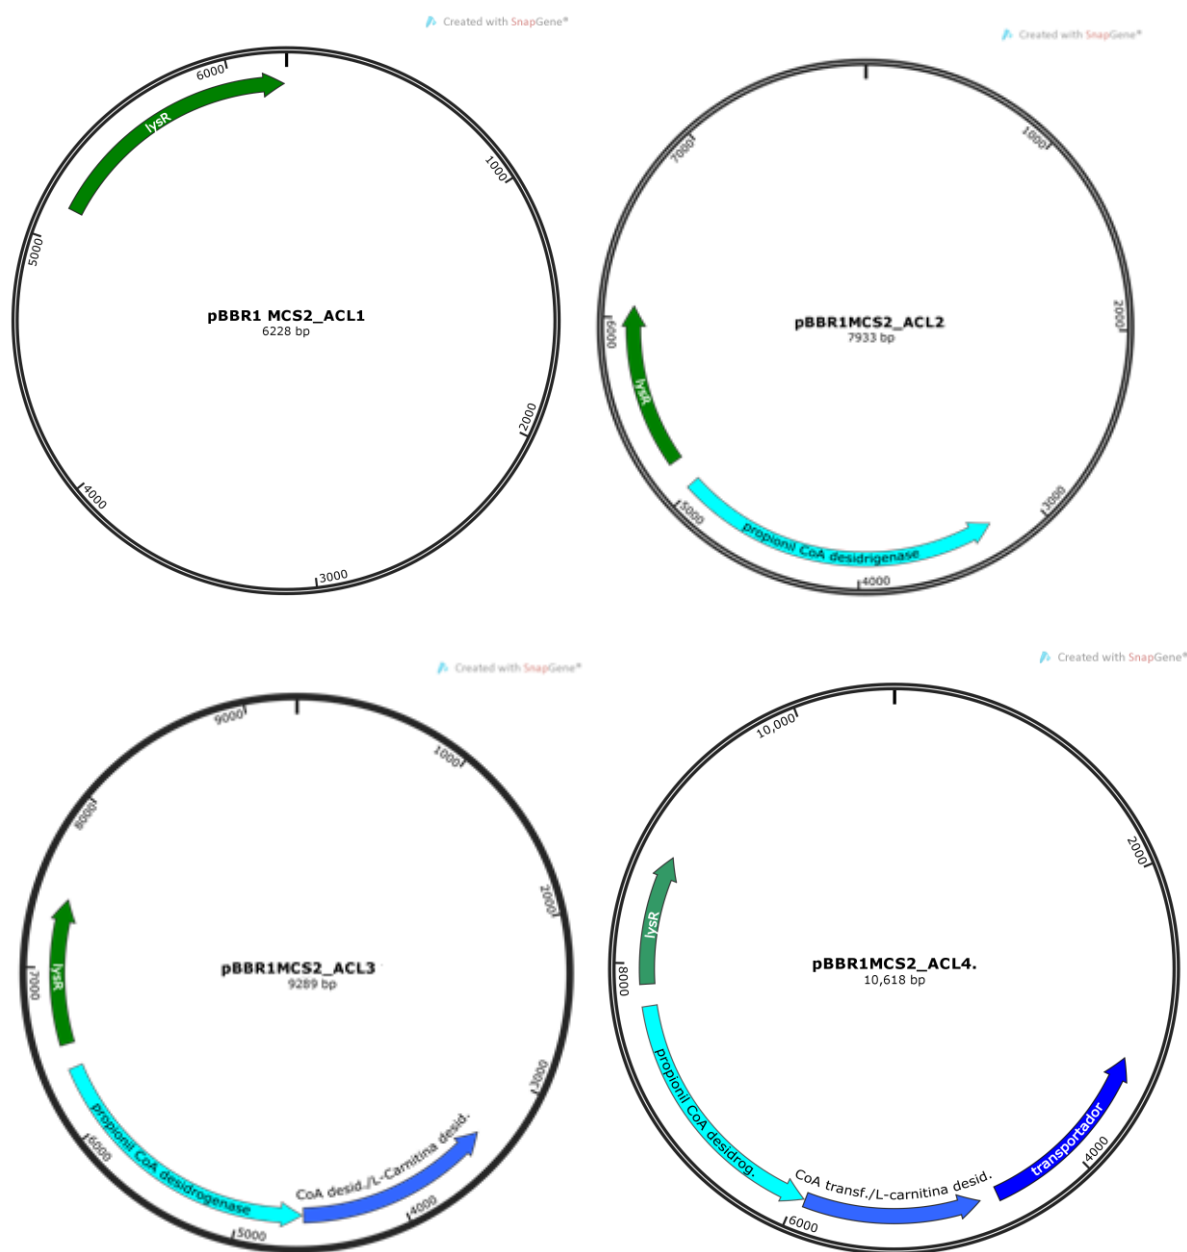 Created with SnapGene®
6000
lysR
1000
5000
pBBR1 MCS2_ACL1
6228 bp
2000
4000
3000
Created with SnapGene®
7000
1000
2000
pBBR1MCS2_ACL2
7933 bp
6000
lysR
5000
propionil CoA desidrigenase
3000
4000
Created with SnapGene®
9000
1000
8000
2000
pBBR1MCS2_ACL3
9289 bp
7000
lysR
3000
propionil CoA desidrogenase
6000
CoA desid./L-Carnitina desid.
4000
5000
Created with SnapGene®
10,000
2000
lysR
pBBR1MCS2_ACL4.
10,618 bp
8000
propionil CoA desidrog.
transportador
4000
CoA transf./L-carnitina desid.
6000